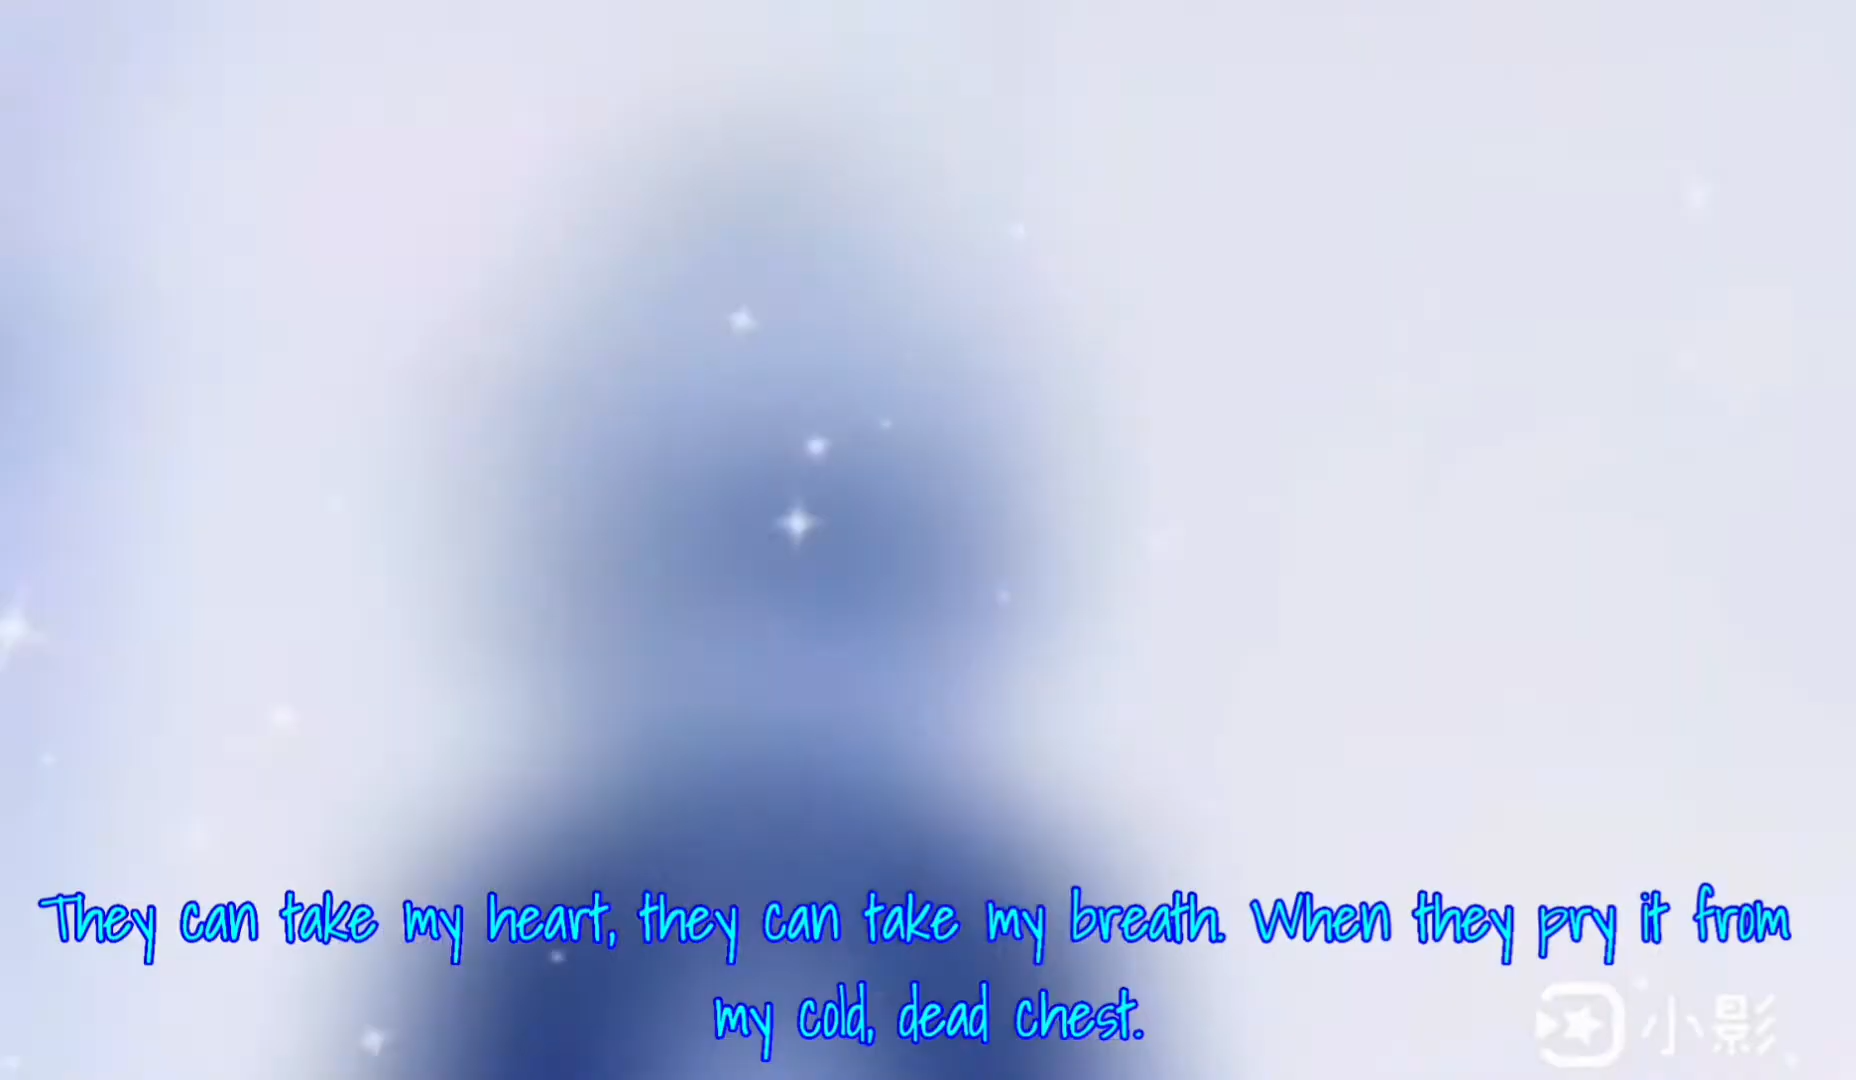 They can take my heart, they can take my breath. When they pry it from
my cold, dead chest.
小影